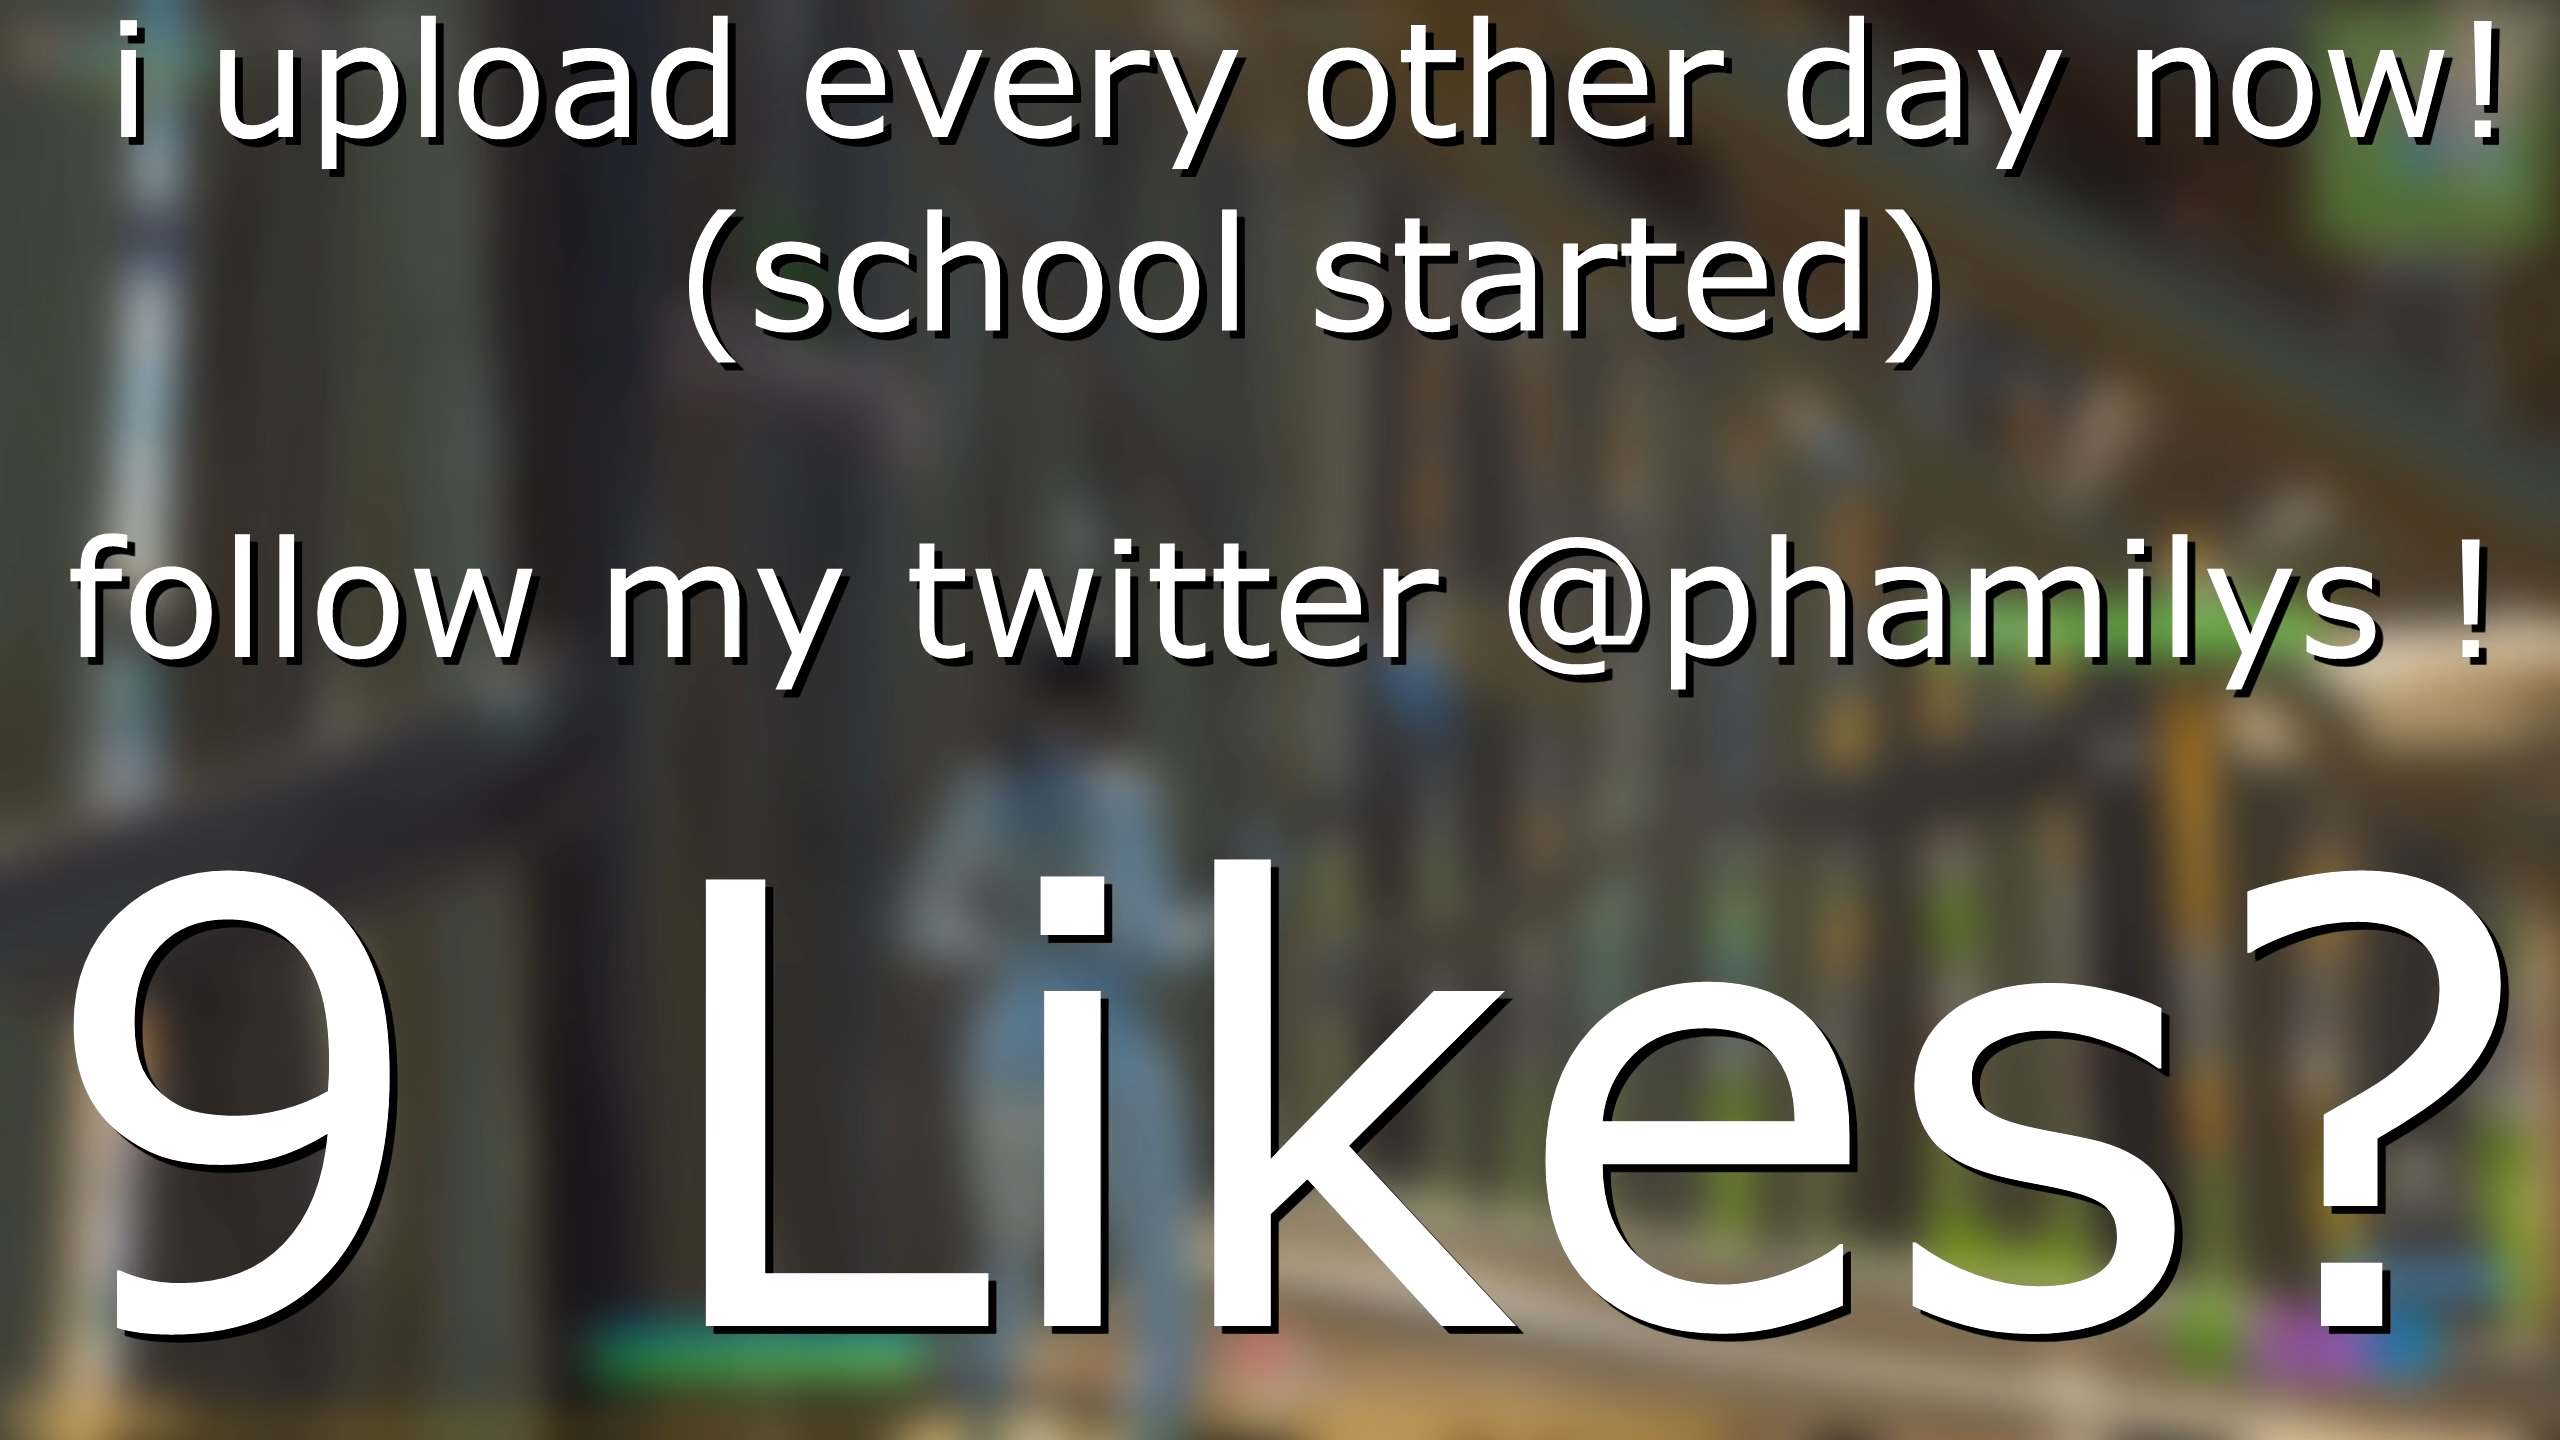 i upload every other day now!
(school started)
follow my twitter @phamilys !
9 Likes?